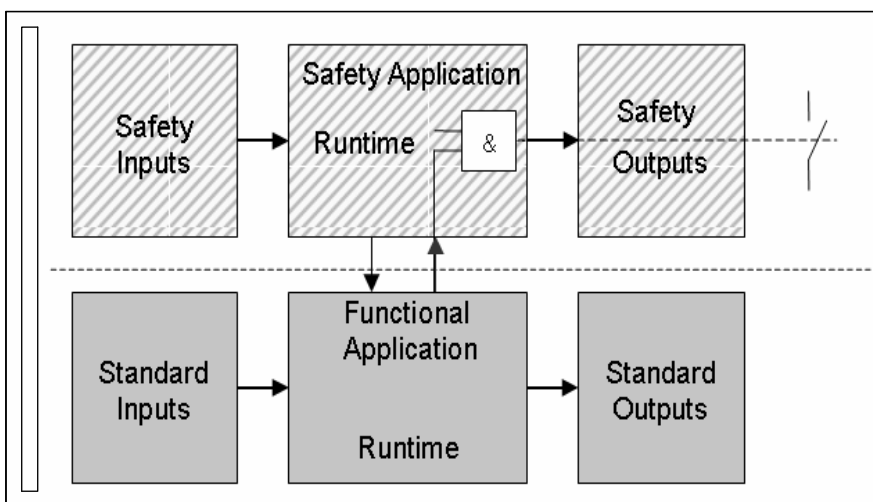 Safety
Inputs
Safety Application
Runtime
&
Safety
Outputs
Standard
Inputs
Functional
Application
Runtime
Standard
Outputs